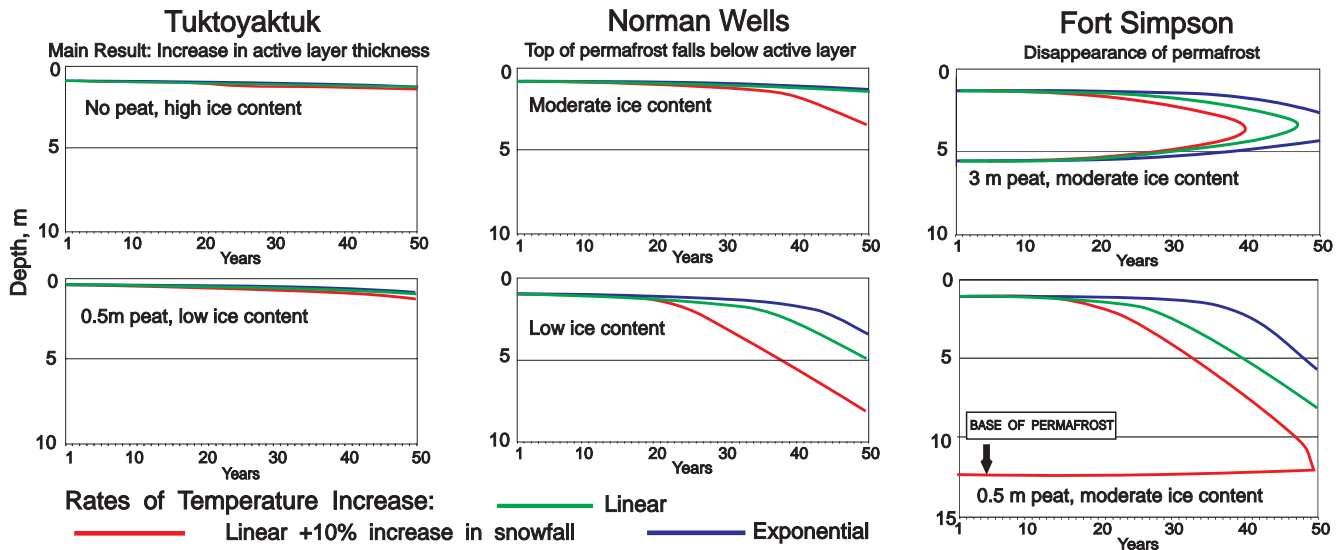 Tuktoyaktuk
Main Result: Increase in active layer thickness
0
No peat, high ice content
5
10
1 10 20 30 40 50
Years
0
0.5m peat, low ice content
5
10
1 10 20 30 40 50
Years
Depth, m
Norman Wells
Top of permafrost falls below active layer
0
Moderate ice content
5
10
1 10 20 30 40 50
Years
0
Low ice content
5
10
1 10 20 30 40 50
Years
Fort Simpson
Disappearance of permafrost
0
5
3 m peat, moderate ice content
10
1 10 20 30 40 50
Years
0
5
10
BASE OF PERMAFROST
0.5 m peat, moderate ice content
15
1 10 20 30 40 50
Years
Rates of Temperature Increase:
Linear
Linear +10% increase in snowfall
Exponential